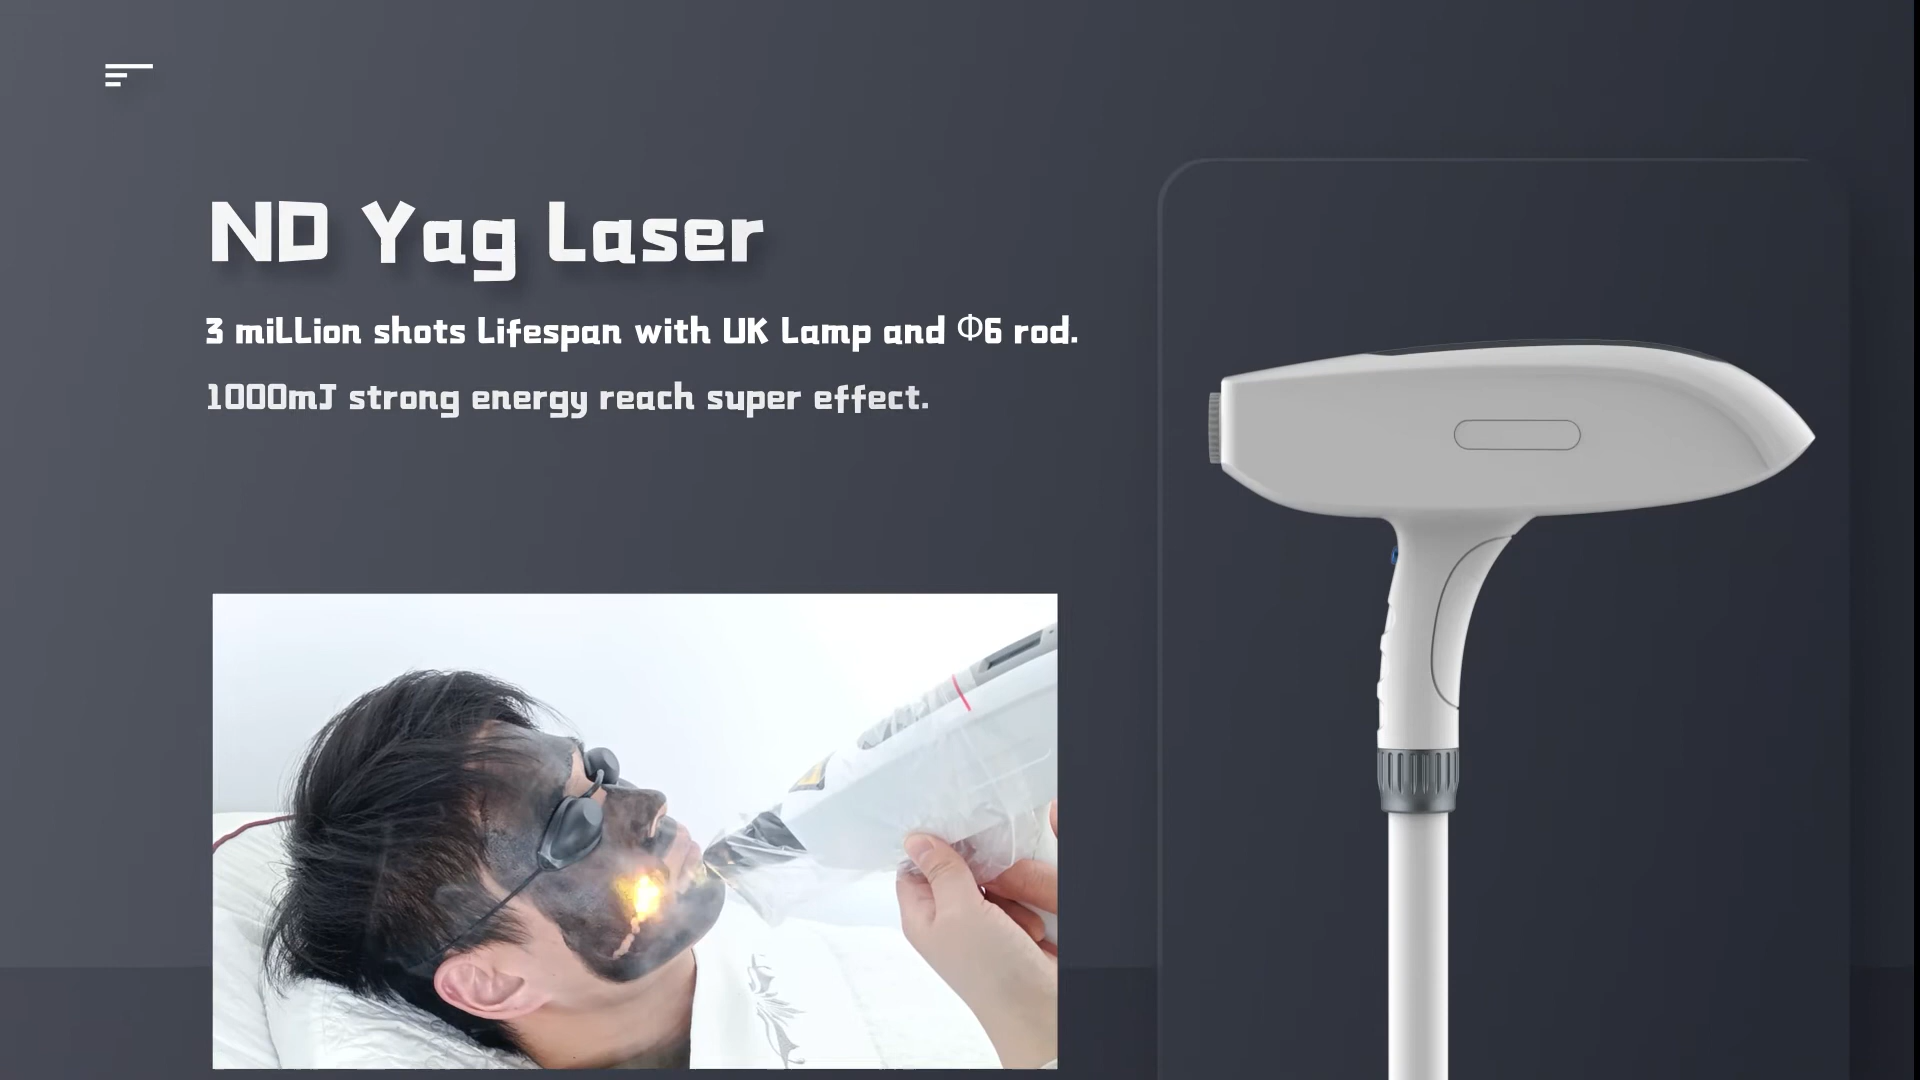 ND Yag Laser
3 million shots Lifespan with UK Lamp and Φ6 rod.
1000mJ strong energy reach super effect.